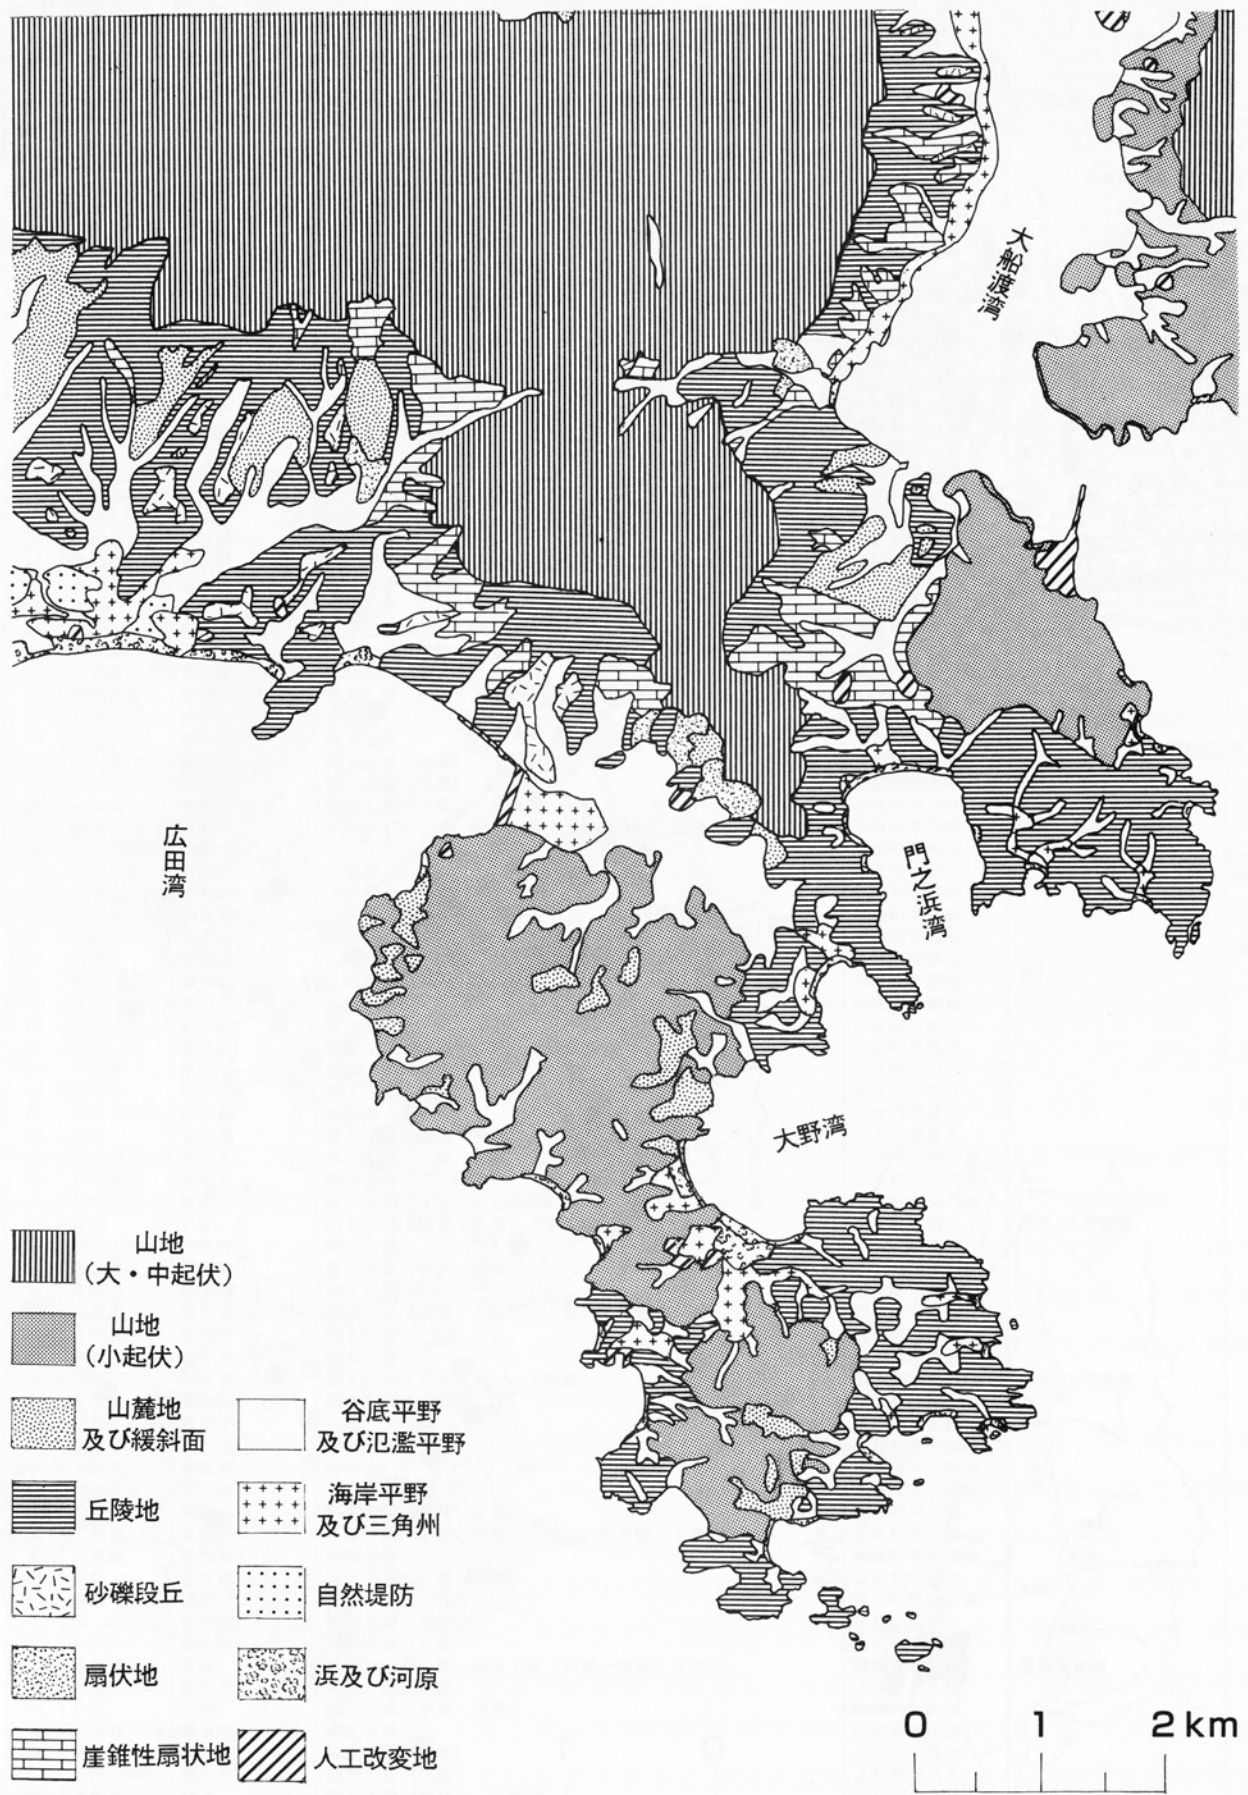 大船渡湾
広田湾
門之浜湾
大野湾
山地
(大・中起伏)
山地
(小起伏)
山麓地
及び緩斜面
丘陵地
砂礫段丘
扇伏地
崖錐性扇状地
谷底平野
及び氾濫平野
海岸平野
及び三角州
自然堤防
浜及び河原
人工改変地
0 1 2km